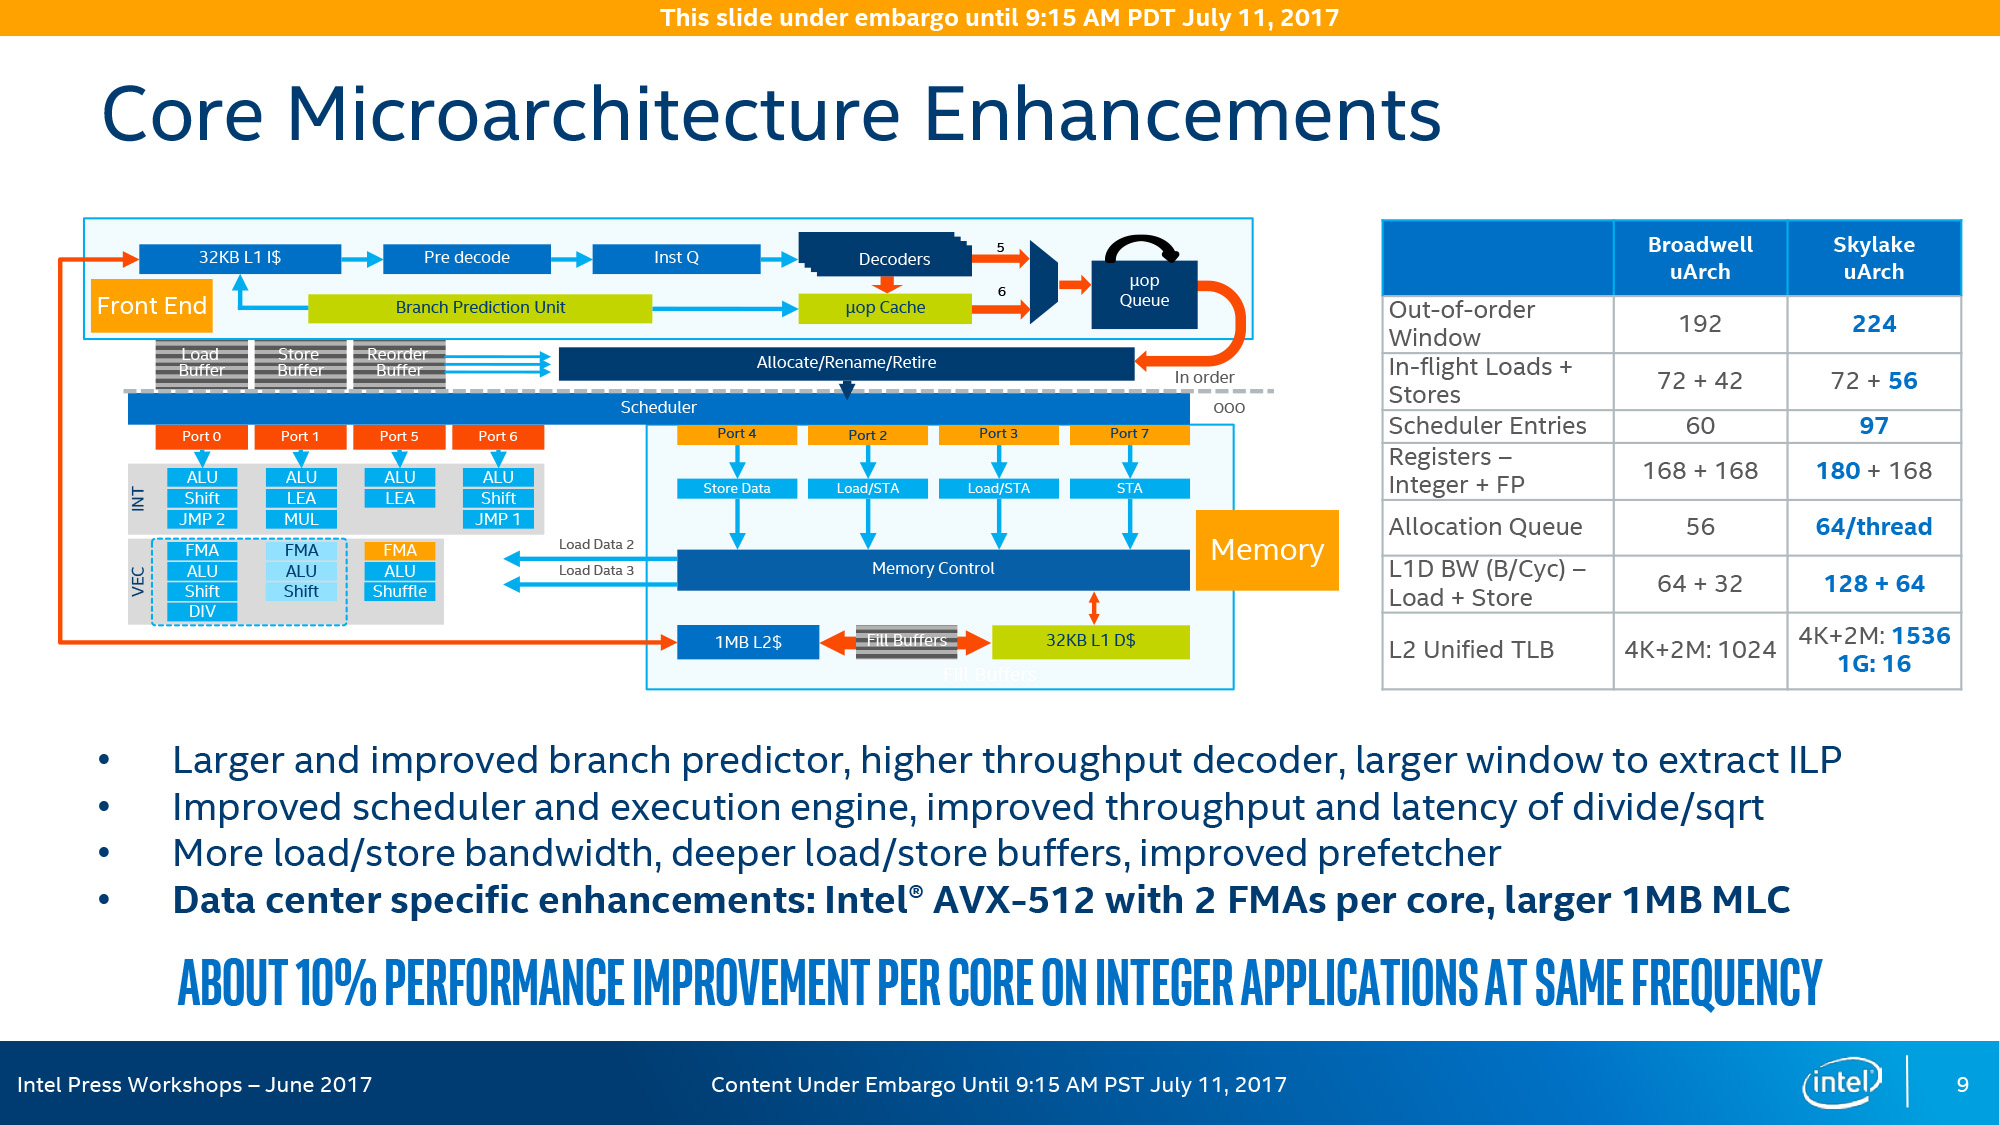 This slide under embargo until 9:15 AM PDT July 11, 2017
Core Microarchitecture Enhancements
32KB L1 I$
Pre decode
Inst Q
Decoders
5
Front End
Branch Prediction Unit
µop Cache
6
µop
Queue
Load
Buffer
Store
Buffer
Reorder
Buffer
Allocate/Rename/Retire
In order
Scheduler
OOO
Port 0
Port 1
Port 5
Port 6
Port 4
Port 2
Port 3
Port 7
INT
ALU
Shift
JMP 2
ALU
LEA
MUL
ALU
LEA
ALU
Shift
JMP 1
Store Data
Load/STA
Load/STA
STA
VEC
FMA
ALU
Shift
DIV
FMA
ALU
Shift
FMA
ALU
Shuffle
Load Data 2
Load Data 3
Memory Control
Memory
1MB L2$
Fill Buffers
32KB L1 D$
Fill Buffers
Broadwell uArch
Skylake uArch
Out-of-order Window 192 224
In-flight Loads + Stores 72 + 42 72 + 56
Scheduler Entries 60 97
Registers – Integer + FP 168 + 168 180 + 168
Allocation Queue 56 64/thread
L1D BW (B/Cyc) – Load + Store 64 + 32 128 + 64
L2 Unified TLB 4K+2M: 1024 4K+2M: 1536 1G: 16
• Larger and improved branch predictor, higher throughput decoder, larger window to extract ILP
• Improved scheduler and execution engine, improved throughput and latency of divide/sqrt
• More load/store bandwidth, deeper load/store buffers, improved prefetcher
• Data center specific enhancements: Intel® AVX-512 with 2 FMAs per core, larger 1MB MLC
ABOUT 10% PERFORMANCE IMPROVEMENT PER CORE ON INTEGER APPLICATIONS AT SAME FREQUENCY
Intel Press Workshops – June 2017
Content Under Embargo Until 9:15 AM PST July 11, 2017
intel
9